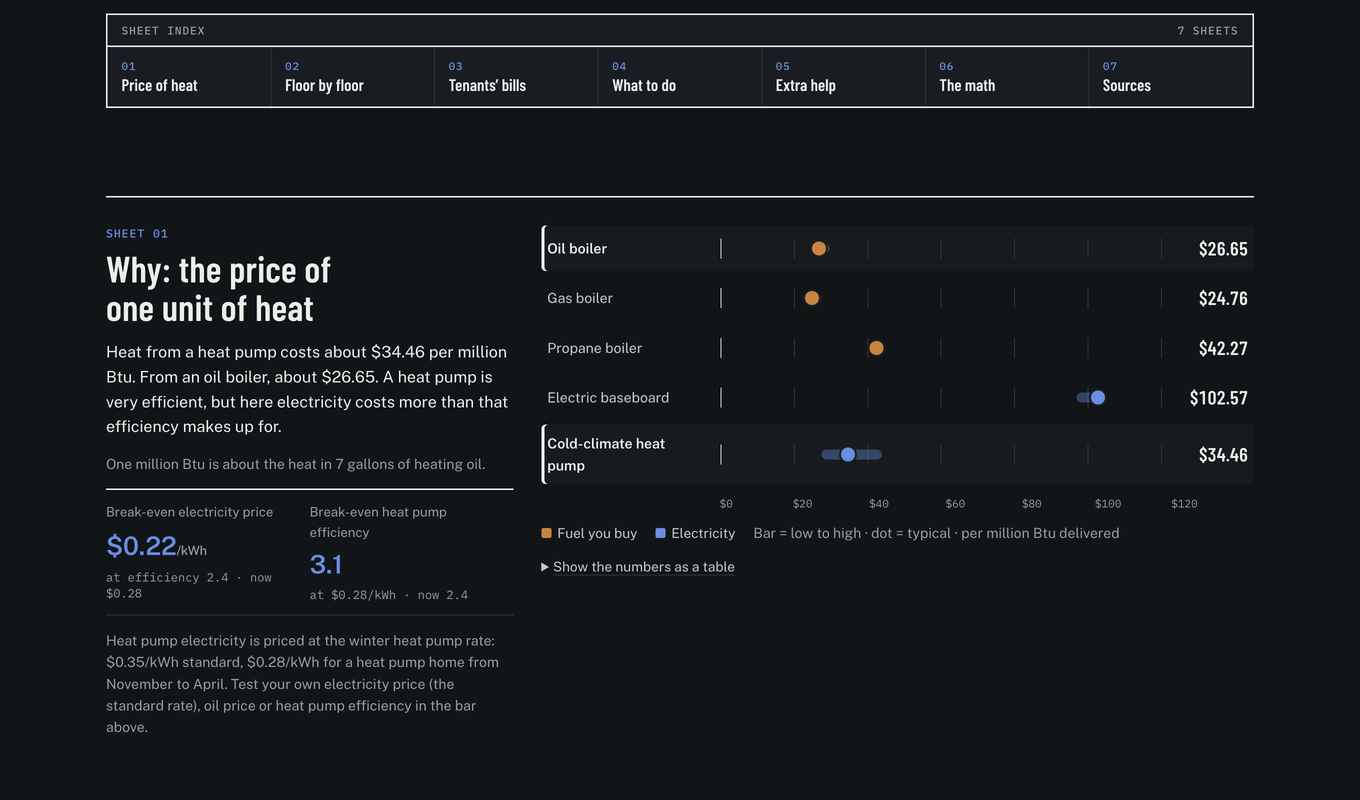 SHEET INDEX
7 SHEETS
01
Price of heat
02
Floor by floor
03
Tenants’ bills
04
What to do
05
Extra help
06
The math
07
Sources
SHEET 01
Why: the price of
one unit of heat
Heat from a heat pump costs about $34.46 per million
Btu. From an oil boiler, about $26.65. A heat pump is
very efficient, but here electricity costs more than that
efficiency makes up for.
One million Btu is about the heat in 7 gallons of heating oil.
Break-even electricity price
$0.22/kWh
at efficiency 2.4 · now
$0.28
Break-even heat pump
efficiency
3.1
at $0.28/kWh · now 2.4
Heat pump electricity is priced at the winter heat pump rate:
$0.35/kWh standard, $0.28/kWh for a heat pump home from
November to April. Test your own electricity price (the
standard rate), oil price or heat pump efficiency in the bar
above.
Oil boiler
$26.65
Gas boiler
$24.76
Propane boiler
$42.27
Electric baseboard
$102.57
Cold-climate heat
pump
$34.46
$0 $20 $40 $60 $80 $100 $120
Fuel you buy
Electricity
Bar = low to high · dot = typical · per million Btu delivered
Show the numbers as a table